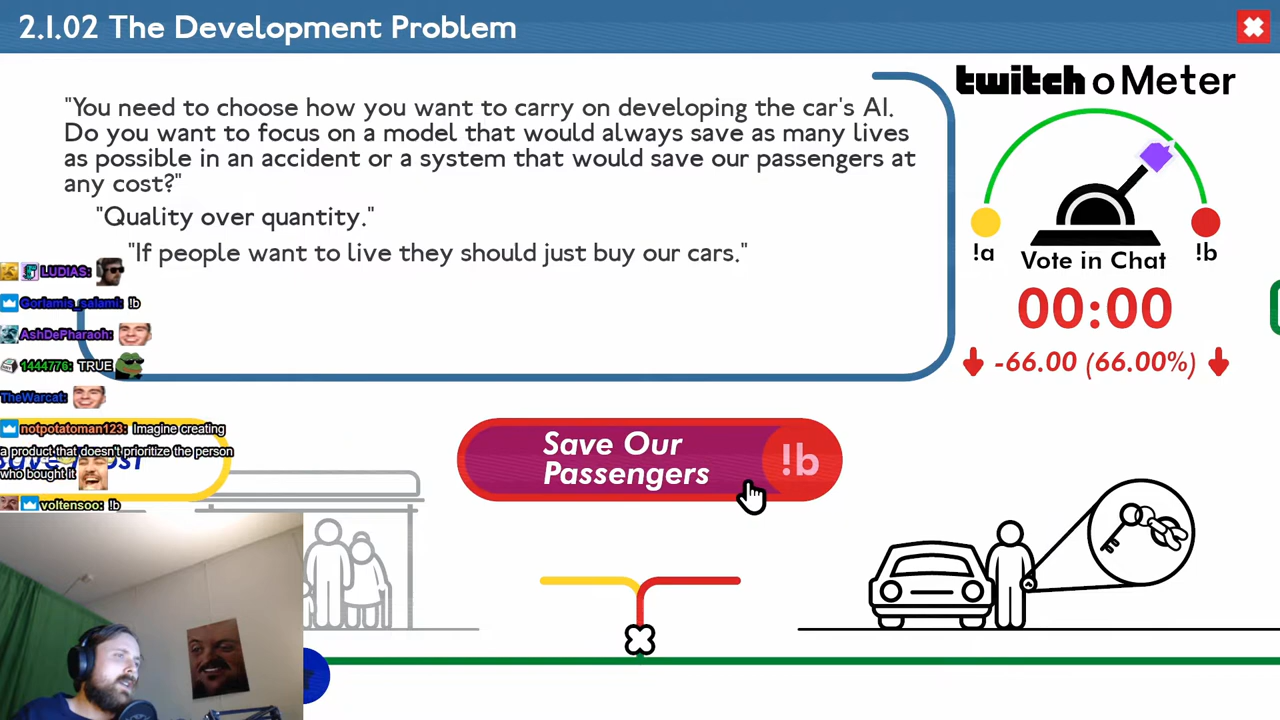 2.1.02 The Development Problem
"You need to choose how you want to carry on developing the car's AI.
Do you want to focus on a model that would always save as many lives
as possible in an accident or a system that would save our passengers at
any cost?"
"Quality over quantity."
"If people want to live they should just buy our cars."
twitch o Meter
!a
!b
Vote in Chat
00:00
-66.00 (66.00%)
LUDIAS:
Gorlamis_salami: !b
AshDePharaoh:
1444776: TRUE
TheWarcat:
notpotatoman123: Imagine creating
a product that doesn't prioritize the person
who bought it
voltensoo: !b
Save Our
Passengers
!b